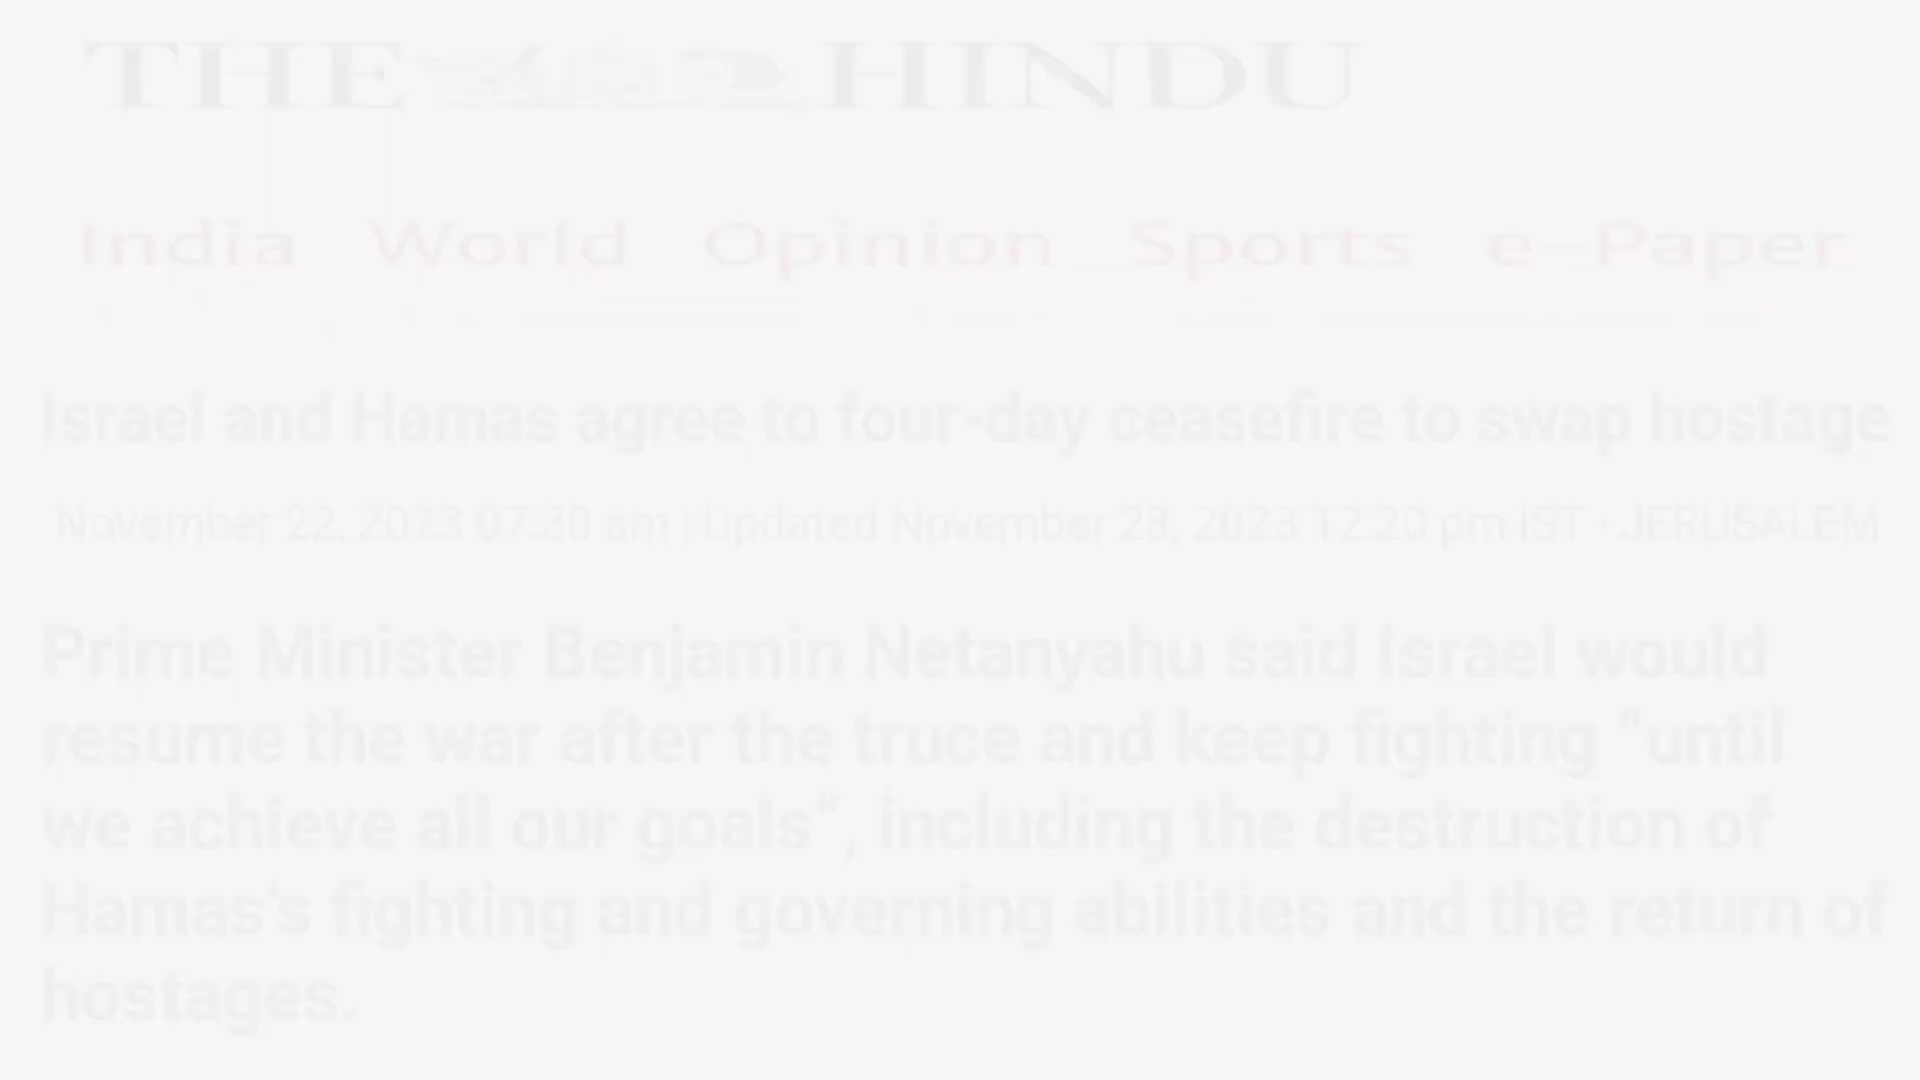 THE HINDU
India World Opinion Sports e-Paper
Israel and Hamas agree to four-day ceasefire to swap hostage
November 22, 2023 07:30 am | Updated November 23, 2023 12:20 pm IST - JERUSALEM
Prime Minister Benjamin Netanyahu said Israel would
resume the war after the truce and keep fighting "until
we achieve all our goals", including the destruction of
Hamas's fighting and governing abilities and the return of
hostages.